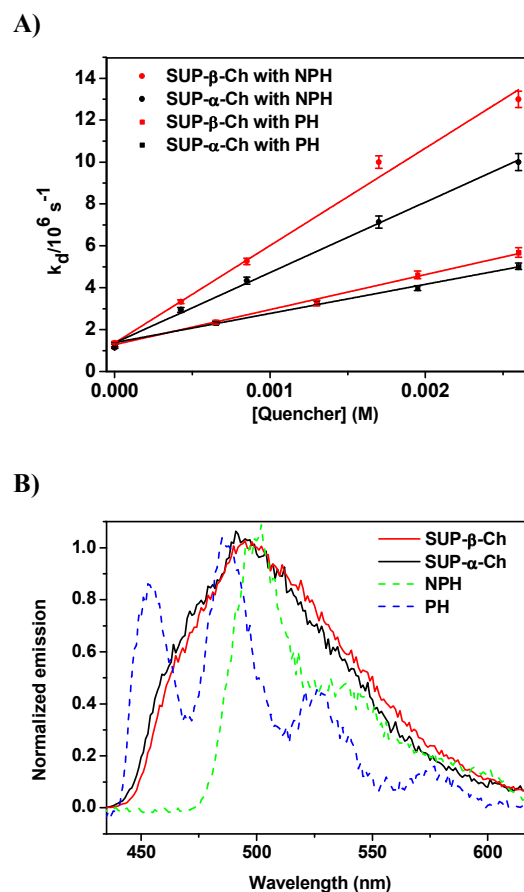 A)
SUP-β-Ch with NPH
SUP-α-Ch with NPH
SUP-β-Ch with PH
SUP-α-Ch with PH
14
12
10
8
6
4
2
0
k_d/10^6 s^-1
0.000
0.001
0.002
[Quencher] (M)
B)
SUP-β-Ch
SUP-α-Ch
NPH
PH
1.0
0.8
0.6
0.4
0.2
0.0
Normalized emission
450
500
550
600
Wavelength (nm)